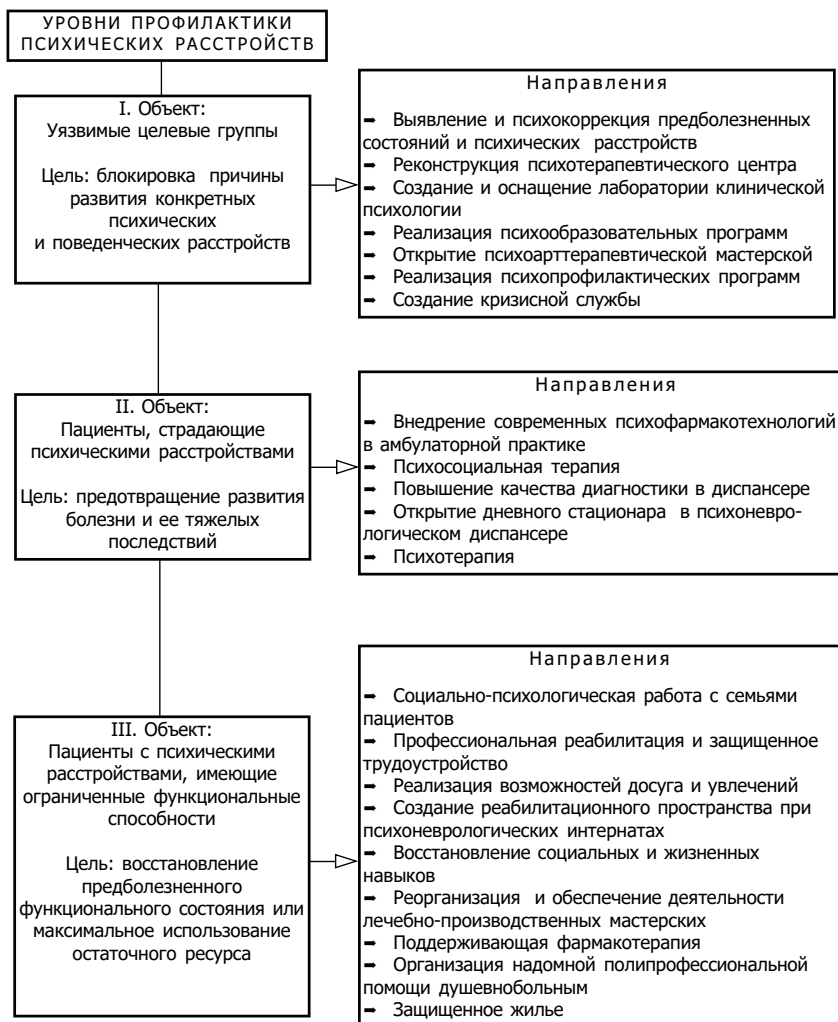 УРОВНИ ПРОФИЛАКТИКИ
ПСИХИЧЕСКИХ РАССТРОЙСТВ
I. Объект:
Уязвимые целевые группы
Цель: блокировка причины
развития конкретных
психических
и поведенческих расстройств
Направления
➡ Выявление и психокоррекция предболезненных
состояний и психических расстройств
➡ Реконструкция психотерапевтического центра
➡ Создание и оснащение лаборатории клинической
психологии
➡ Реализация психообразовательных программ
➡ Открытие психоарттерапевтической мастерской
➡ Реализация психопрофилактических программ
➡ Создание кризисной службы
II. Объект:
Пациенты, страдающие
психическими расстройствами
Цель: предотвращение развития
болезни и ее тяжелых
последствий
Направления
➡ Внедрение современных психофармакотехнологий
в амбулаторной практике
➡ Психосоциальная терапия
➡ Повышение качества диагностики в диспансере
➡ Открытие дневного стационара в психоневро-
логическом диспансере
➡ Психотерапия
III. Объект:
Пациенты с психическими
расстройствами, имеющие
ограниченные функциональные
способности
Цель: восстановление
предболезненного
функционального состояния или
максимальное использование
остаточного ресурса
Направления
➡ Социально-психологическая работа с семьями
пациентов
➡ Профессиональная реабилитация и защищенное
трудоустройство
➡ Реализация возможностей досуга и увлечений
➡ Создание реабилитационного пространства при
психоневрологических интернатах
➡ Восстановление социальных и жизненных
навыков
➡ Реорганизация и обеспечение деятельности
лечебно-производственных мастерских
➡ Поддерживающая фармакотерапия
➡ Организация надомной полипрофессиональной
помощи душевнобольным
➡ Защищенное жилье